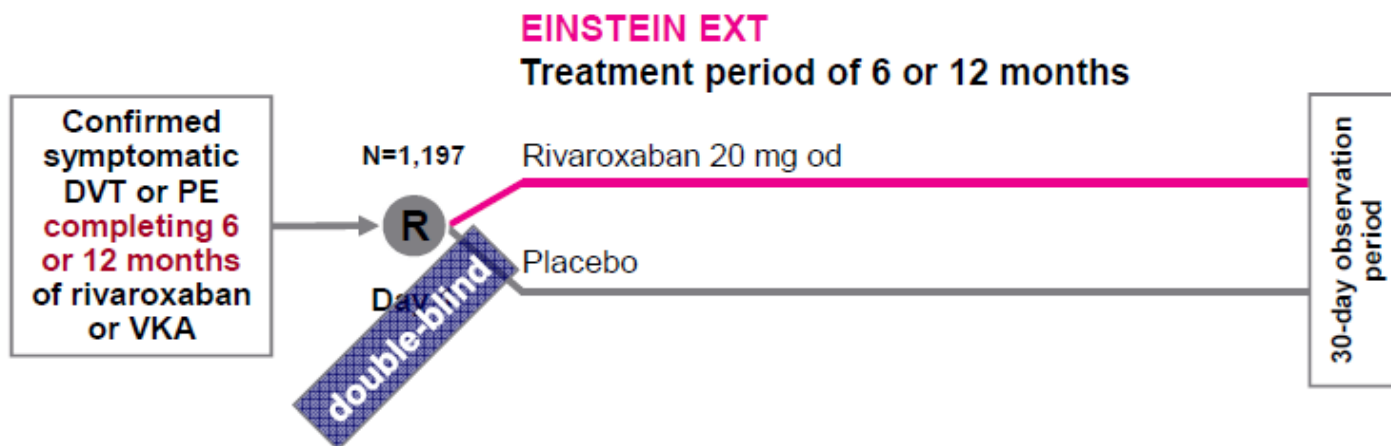 EINSTEIN EXT
Treatment period of 6 or 12 months
Confirmed
symptomatic
DVT or PE
completing 6
or 12 months
of rivaroxaban
or VKA
N=1,197
R
Day
double-blind
Rivaroxaban 20 mg od
Placebo
30-day observation
period